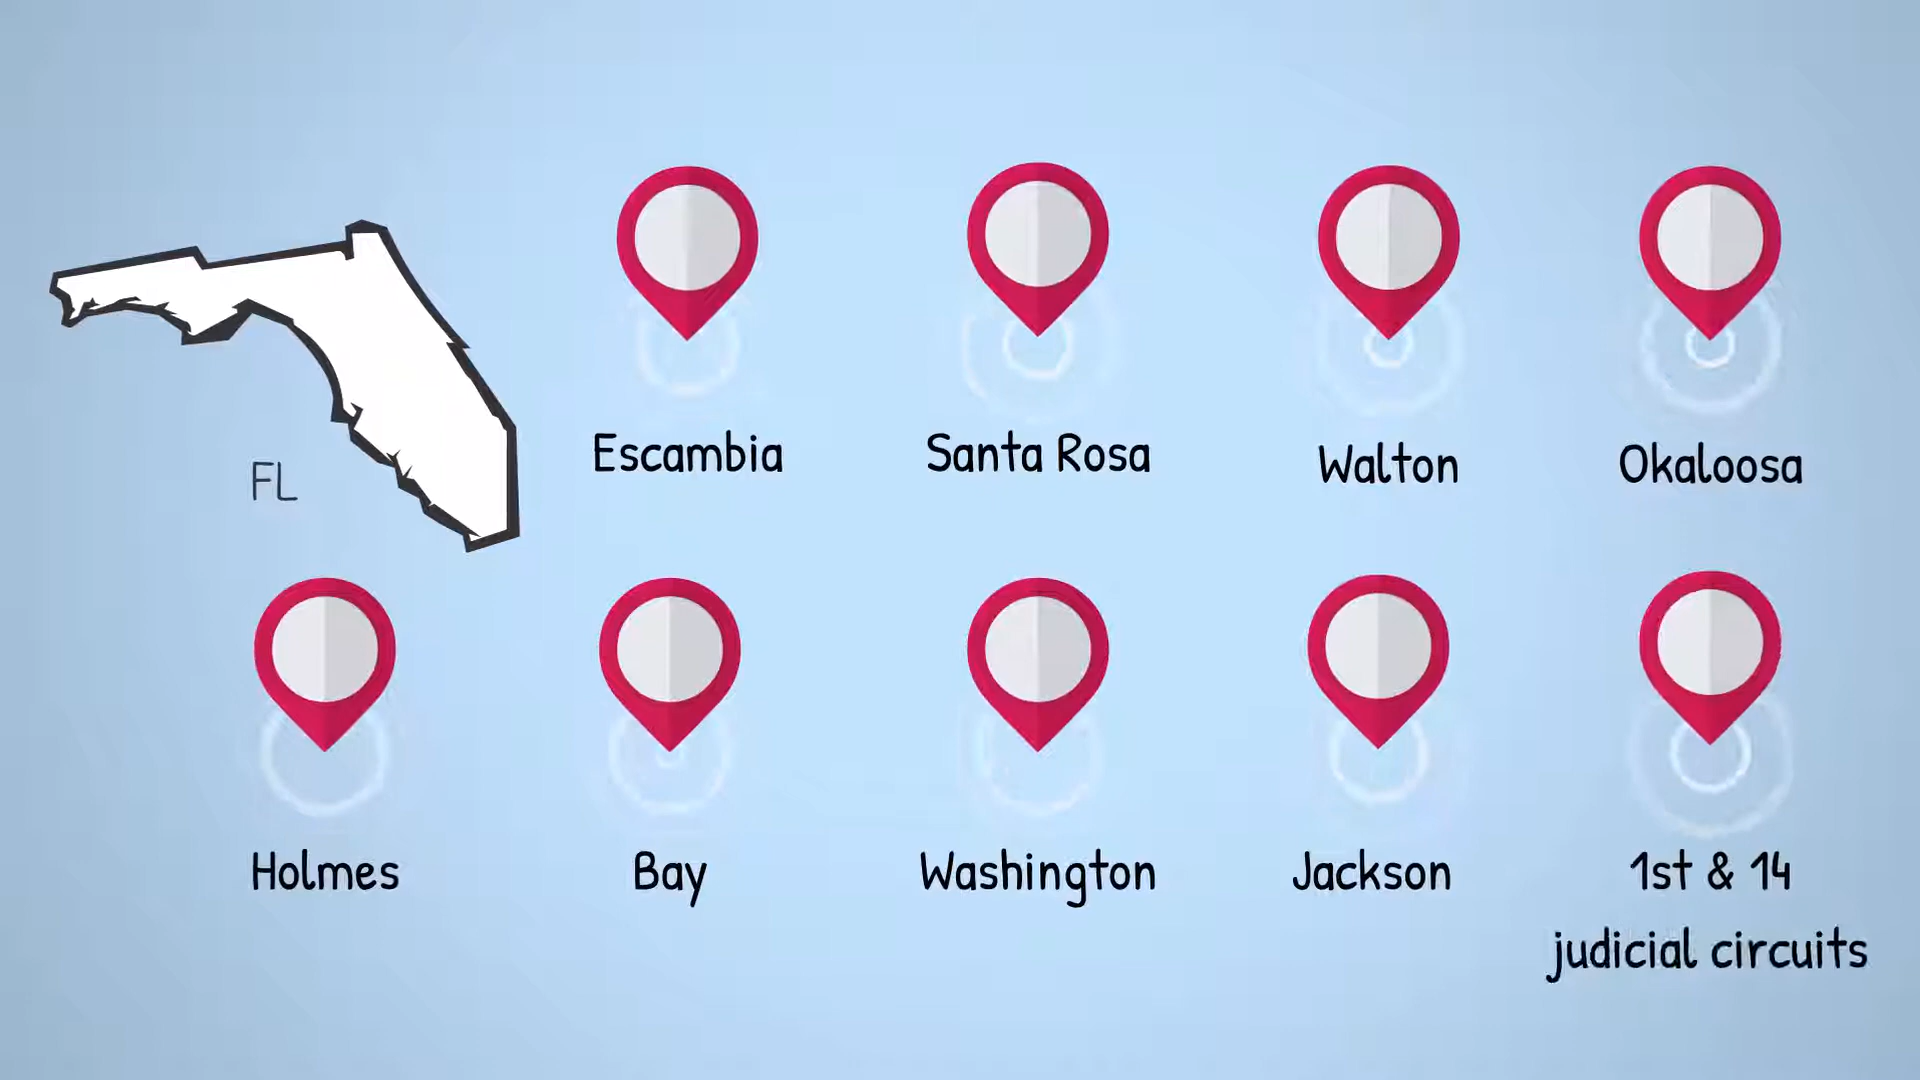 Escambia
Santa Rosa
Walton
Okaloosa
FL
Holmes
Bay
Washington
Jackson
1st & 14
judicial circuits